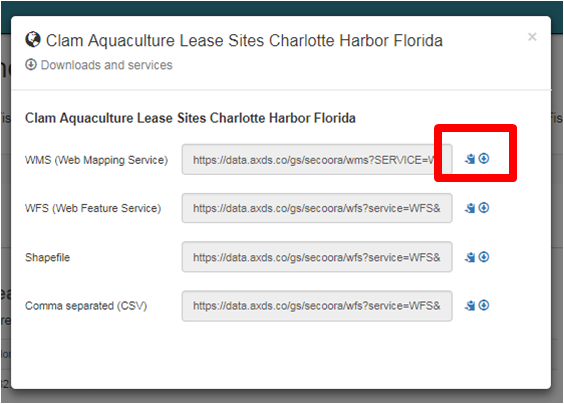 Clam Aquaculture Lease Sites Charlotte Harbor Florida ×
Downloads and services
Clam Aquaculture Lease Sites Charlotte Harbor Florida
WMS (Web Mapping Service) https://data.axds.co/gs/secoora/wms?SERVICE=W
WFS (Web Feature Service) https://data.axds.co/gs/secoora/wfs?service=WFS&
Shapefile https://data.axds.co/gs/secoora/wfs?service=WFS&
Comma separated (CSV) https://data.axds.co/gs/secoora/wfs?service=WFS&